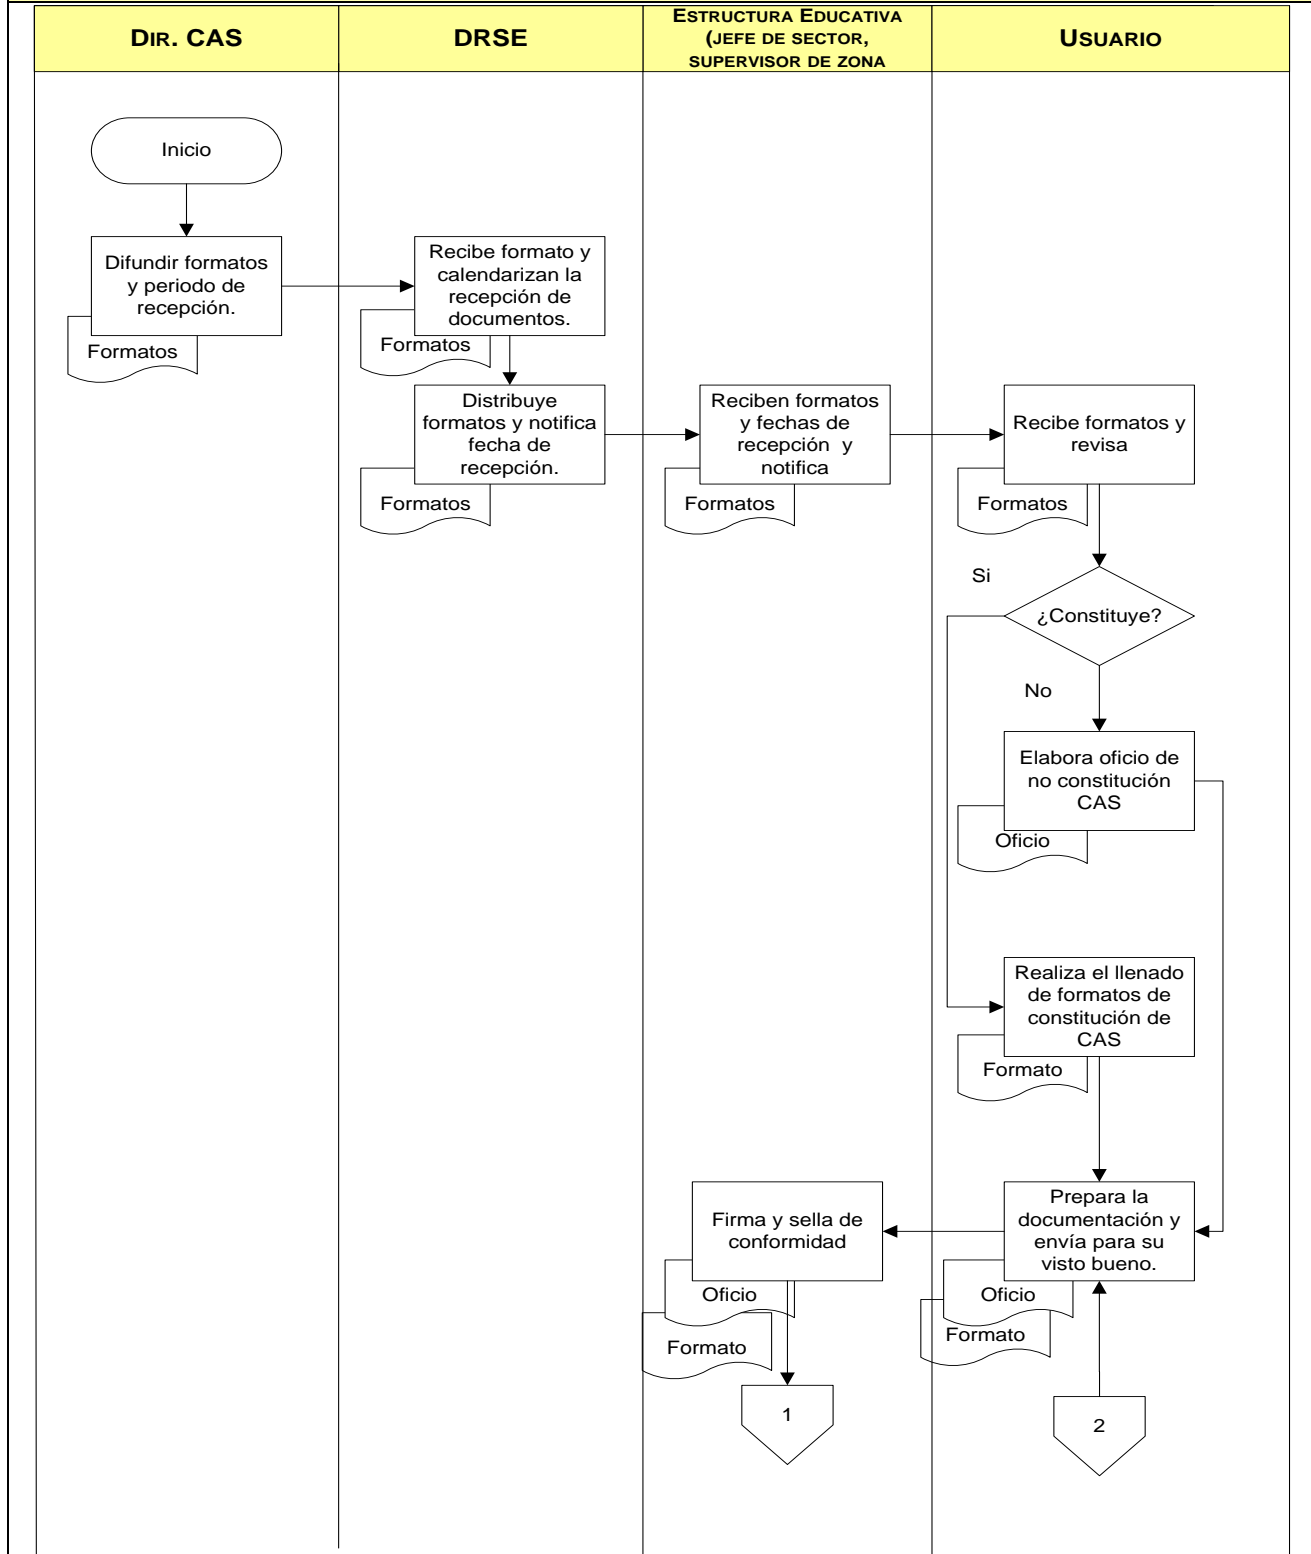 DIR. CAS
DRSE
ESTRUCTURA EDUCATIVA
(JEFE DE SECTOR,
SUPERVISOR DE ZONA
USUARIO
Inicio
Difundir formatos
y periodo de
recepción.
Formatos
Recibe formato y
calendarizan la
recepción de
documentos.
Formatos
Distribuye
formatos y notifica
fecha de
recepción.
Formatos
Reciben formatos
y fechas de
recepción y
notifica
Formatos
Recibe formatos y
revisa
Formatos
Si
¿Constituye?
No
Elabora oficio de
no constitución
CAS
Oficio
Realiza el llenado
de formatos de
constitución de
CAS
Formato
Prepara la
documentación y
envía para su
visto bueno.
Oficio
Formato
Firma y sella de
conformidad
Oficio
Formato
1
2